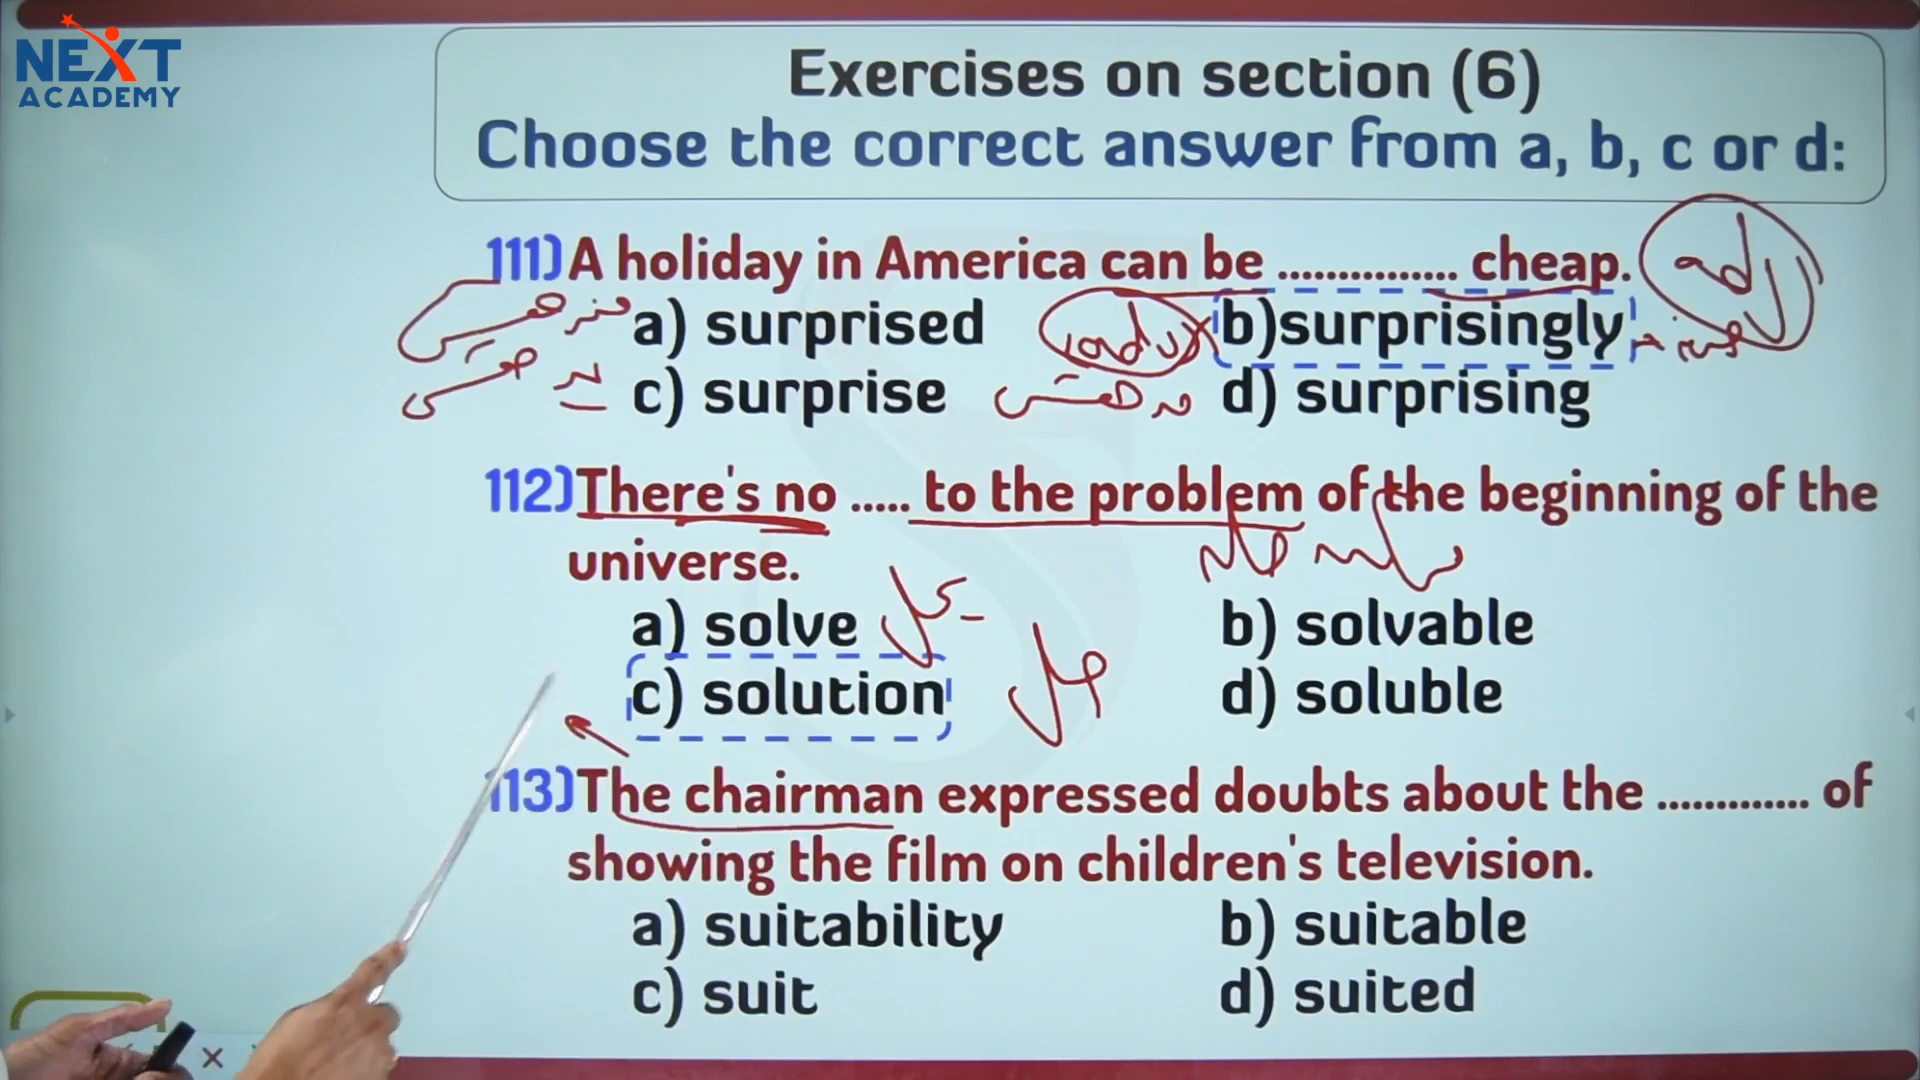 NEXT
ACADEMY
Exercises on section (6)
Choose the correct answer from a, b, c or d:
111) A holiday in America can be ............... cheap. adj
a) surprised
adv b) surprisingly
c) surprise
d) surprising
112) There's no ..... to the problem of the beginning of the
universe.
a) solve
b) solvable
c) solution
d) soluble
113) The chairman expressed doubts about the ............. of
showing the film on children's television.
a) suitability
b) suitable
c) suit
d) suited